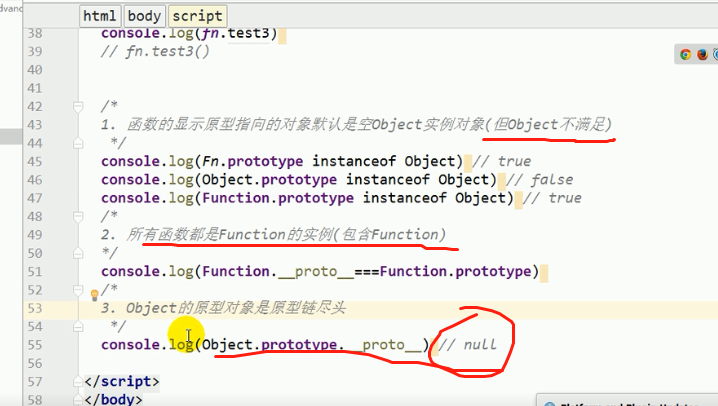 dvanc
html body script
38 console.log(fn.test3)
39 // fn.test3()
40
41
42 /*
43 1. 函数的显示原型指向的对象默认是空Object实例对象(但Object不满足)
44 */
45 console.log(Fn.prototype instanceof Object) // true
46 console.log(Object.prototype instanceof Object) // false
47 console.log(Function.prototype instanceof Object) // true
48 /*
49 2. 所有函数都是Function的实例(包含Function)
50 */
51 console.log(Function.__proto__===Function.prototype)
52 /*
53 3. Object的原型对象是原型链尽头
54 */
55 console.log(Object.prototype.__proto__) // null
56
57 </script>
58 </body>